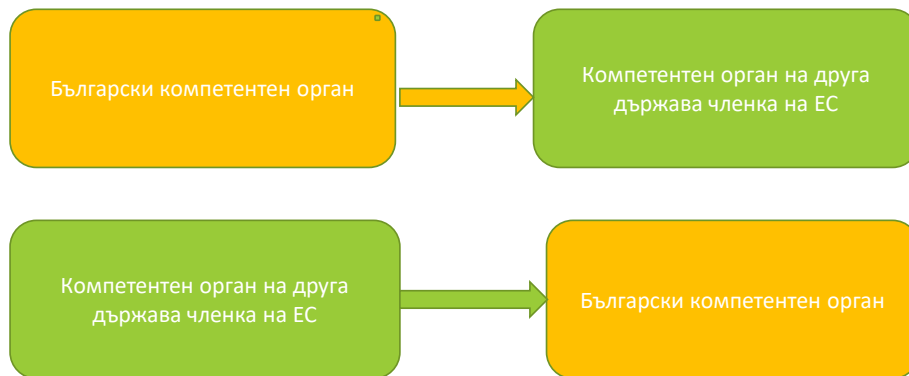 Български компетентен орган
Компетентен орган на друга
държава членка на ЕС
Компетентен орган на друга
държава членка на ЕС
Български компетентен орган